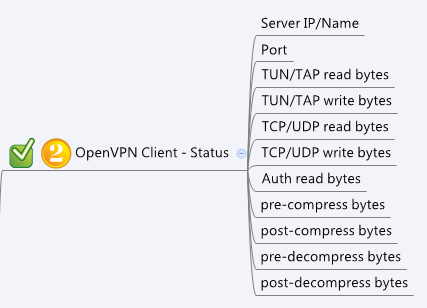 Server IP/Name
Port
TUN/TAP read bytes
TUN/TAP write bytes
TCP/UDP read bytes
2 OpenVPN Client - Status
TCP/UDP write bytes
Auth read bytes
pre-compress bytes
post-compress bytes
pre-decompress bytes
post-decompress bytes